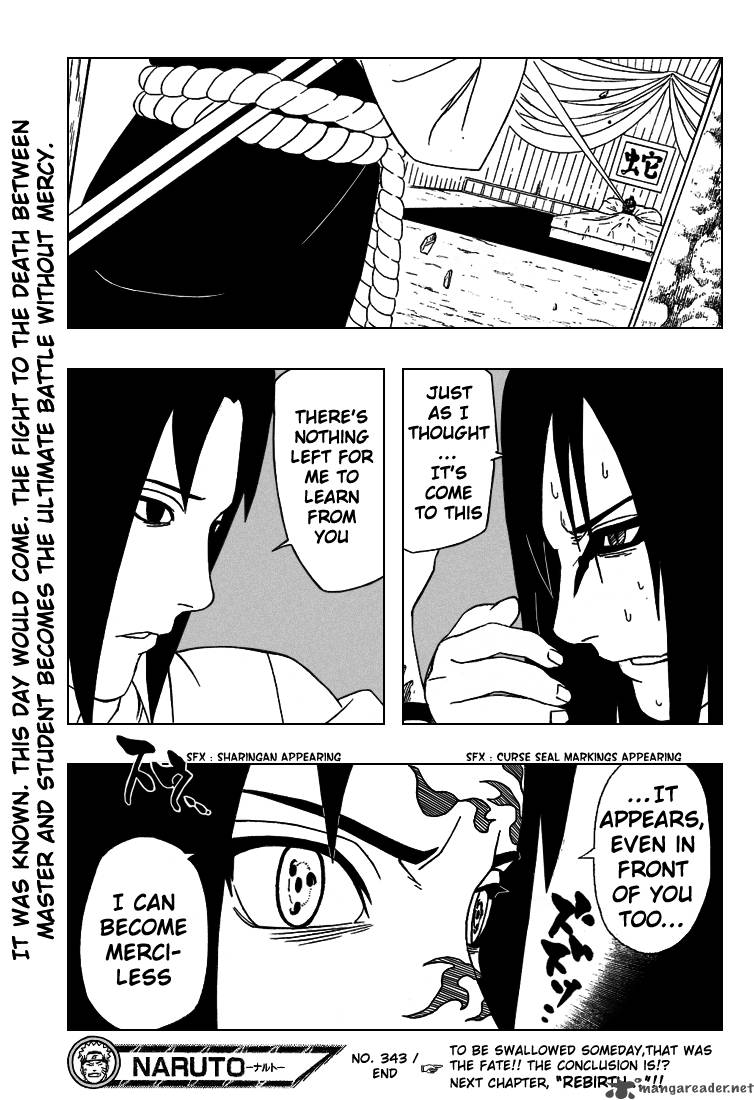 IT WAS KNOWN. THIS DAY WOULD COME. THE FIGHT TO THE DEATH BETWEEN
MASTER AND STUDENT BECOMES THE ULTIMATE BATTLE WITHOUT MERCY.
蛇
JUST
AS I
THOUGHT
...
IT'S
COME
TO THIS
THERE'S
NOTHING
LEFT FOR
ME TO
LEARN
FROM
YOU
SFX : SHARINGAN APPEARING
SFX : CURSE SEAL MARKINGS APPEARING
...IT
APPEARS,
EVEN IN
FRONT
OF YOU
TOO...
I CAN
BECOME
MERCI-
LESS
NARUTO -ナルト-
NO. 343 /
END
☞ TO BE SWALLOWED SOMEDAY,THAT WAS
THE FATE!! THE CONCLUSION IS!?
NEXT CHAPTER, "REBIRTH..."!!
mangareader.net